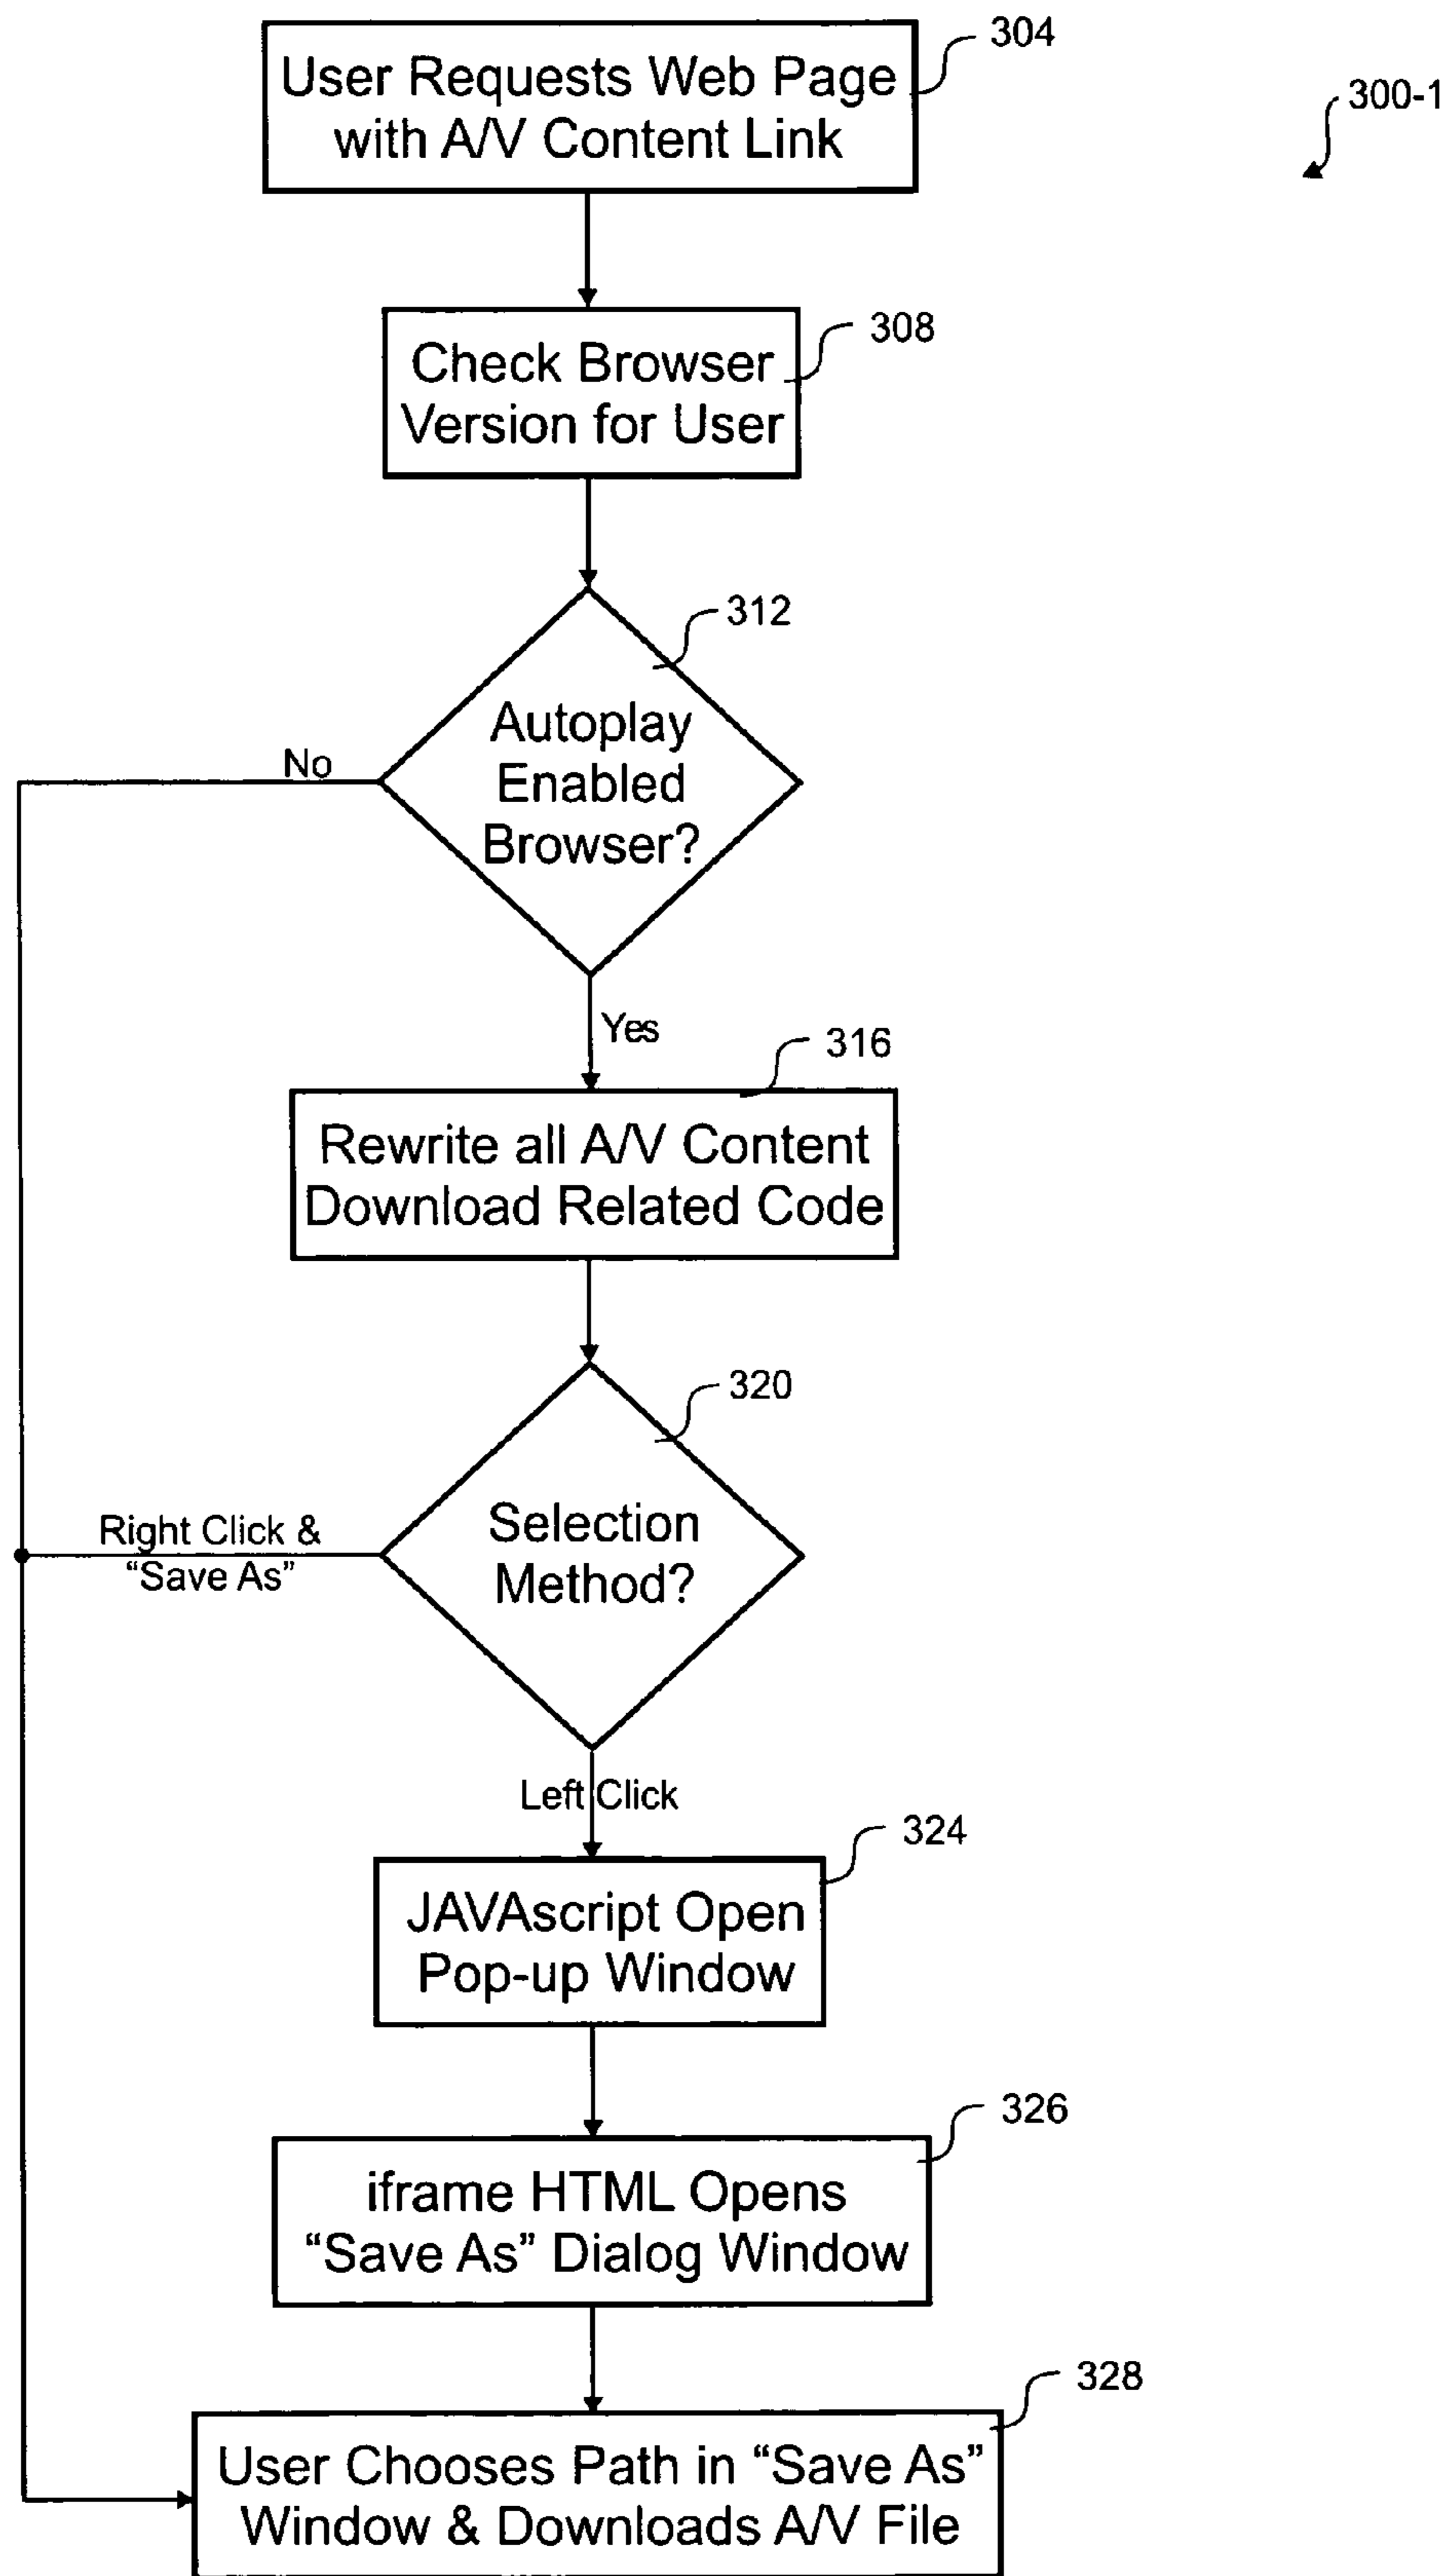 User Requests Web Page
with A/V Content Link
304
300-1
Check Browser
Version for User
308
312
Autoplay
Enabled
Browser?
No
Yes
316
Rewrite all A/V Content
Download Related Code
320
Selection
Method?
Right Click &
“Save As”
Left Click
324
JAVAscript Open
Pop-up Window
326
iframe HTML Opens
“Save As” Dialog Window
328
User Chooses Path in “Save As”
Window & Downloads A/V File